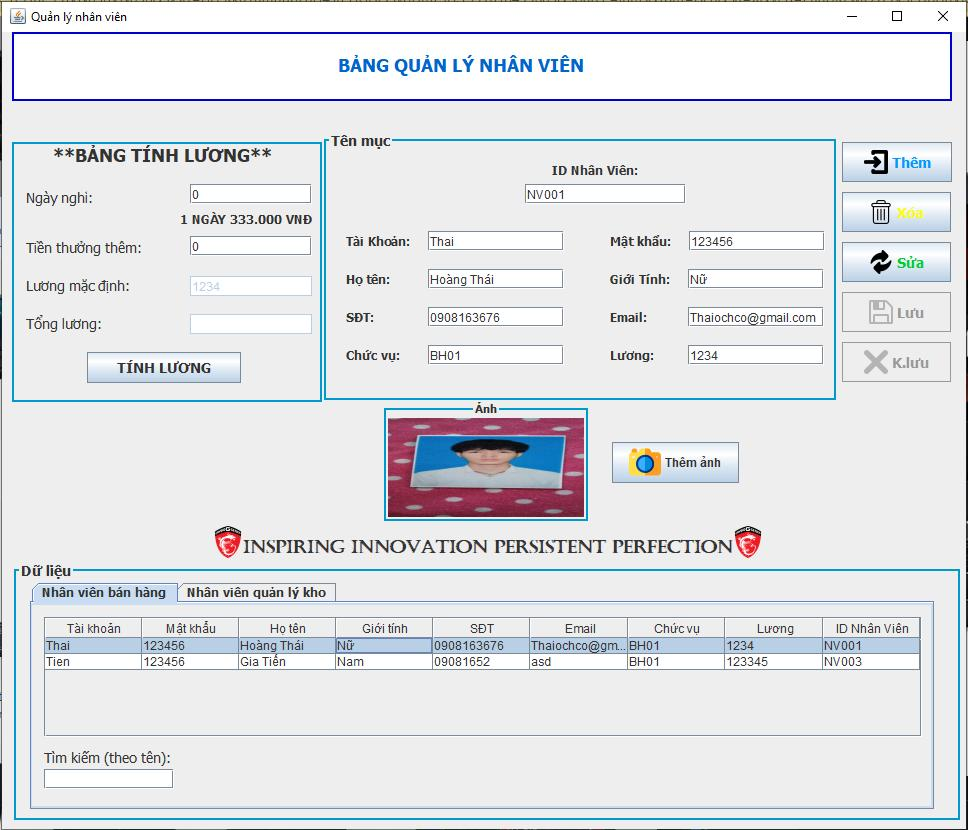 Quản lý nhân viên
BẢNG QUẢN LÝ NHÂN VIÊN
**BẢNG TÍNH LƯƠNG**
Ngày nghi: 0
1 NGÀY 333.000 VNĐ
Tiền thưởng thêm: 0
Lương mặc định: 1234
Tổng lương:
TÍNH LƯƠNG
Tên mục
ID Nhân Viên:
NV001
Tài Khoản: Thai Mật khẩu: 123456
Họ tên: Hoàng Thái Giới Tính: Nữ
SĐT: 0908163676 Email: Thaiochco@gmail.com
Chức vụ: BH01 Lương: 1234
Thêm
Xóa
Sửa
Lưu
K.lưu
Ảnh
Thêm ảnh
INSPIRING INNOVATION PERSISTENT PERFECTION
Dữ liệu
Nhân viên bán hàng Nhân viên quản lý kho
Tài khoản Mật khẩu Họ tên Giới tính SĐT Email Chức vụ Lương ID Nhân Viên
Thai 123456 Hoàng Thái Nữ 0908163676 Thaiochco@gm... BH01 1234 NV001
Tien 123456 Gia Tiến Nam 09081652 asd BH01 123345 NV003
Tìm kiếm (theo tên):